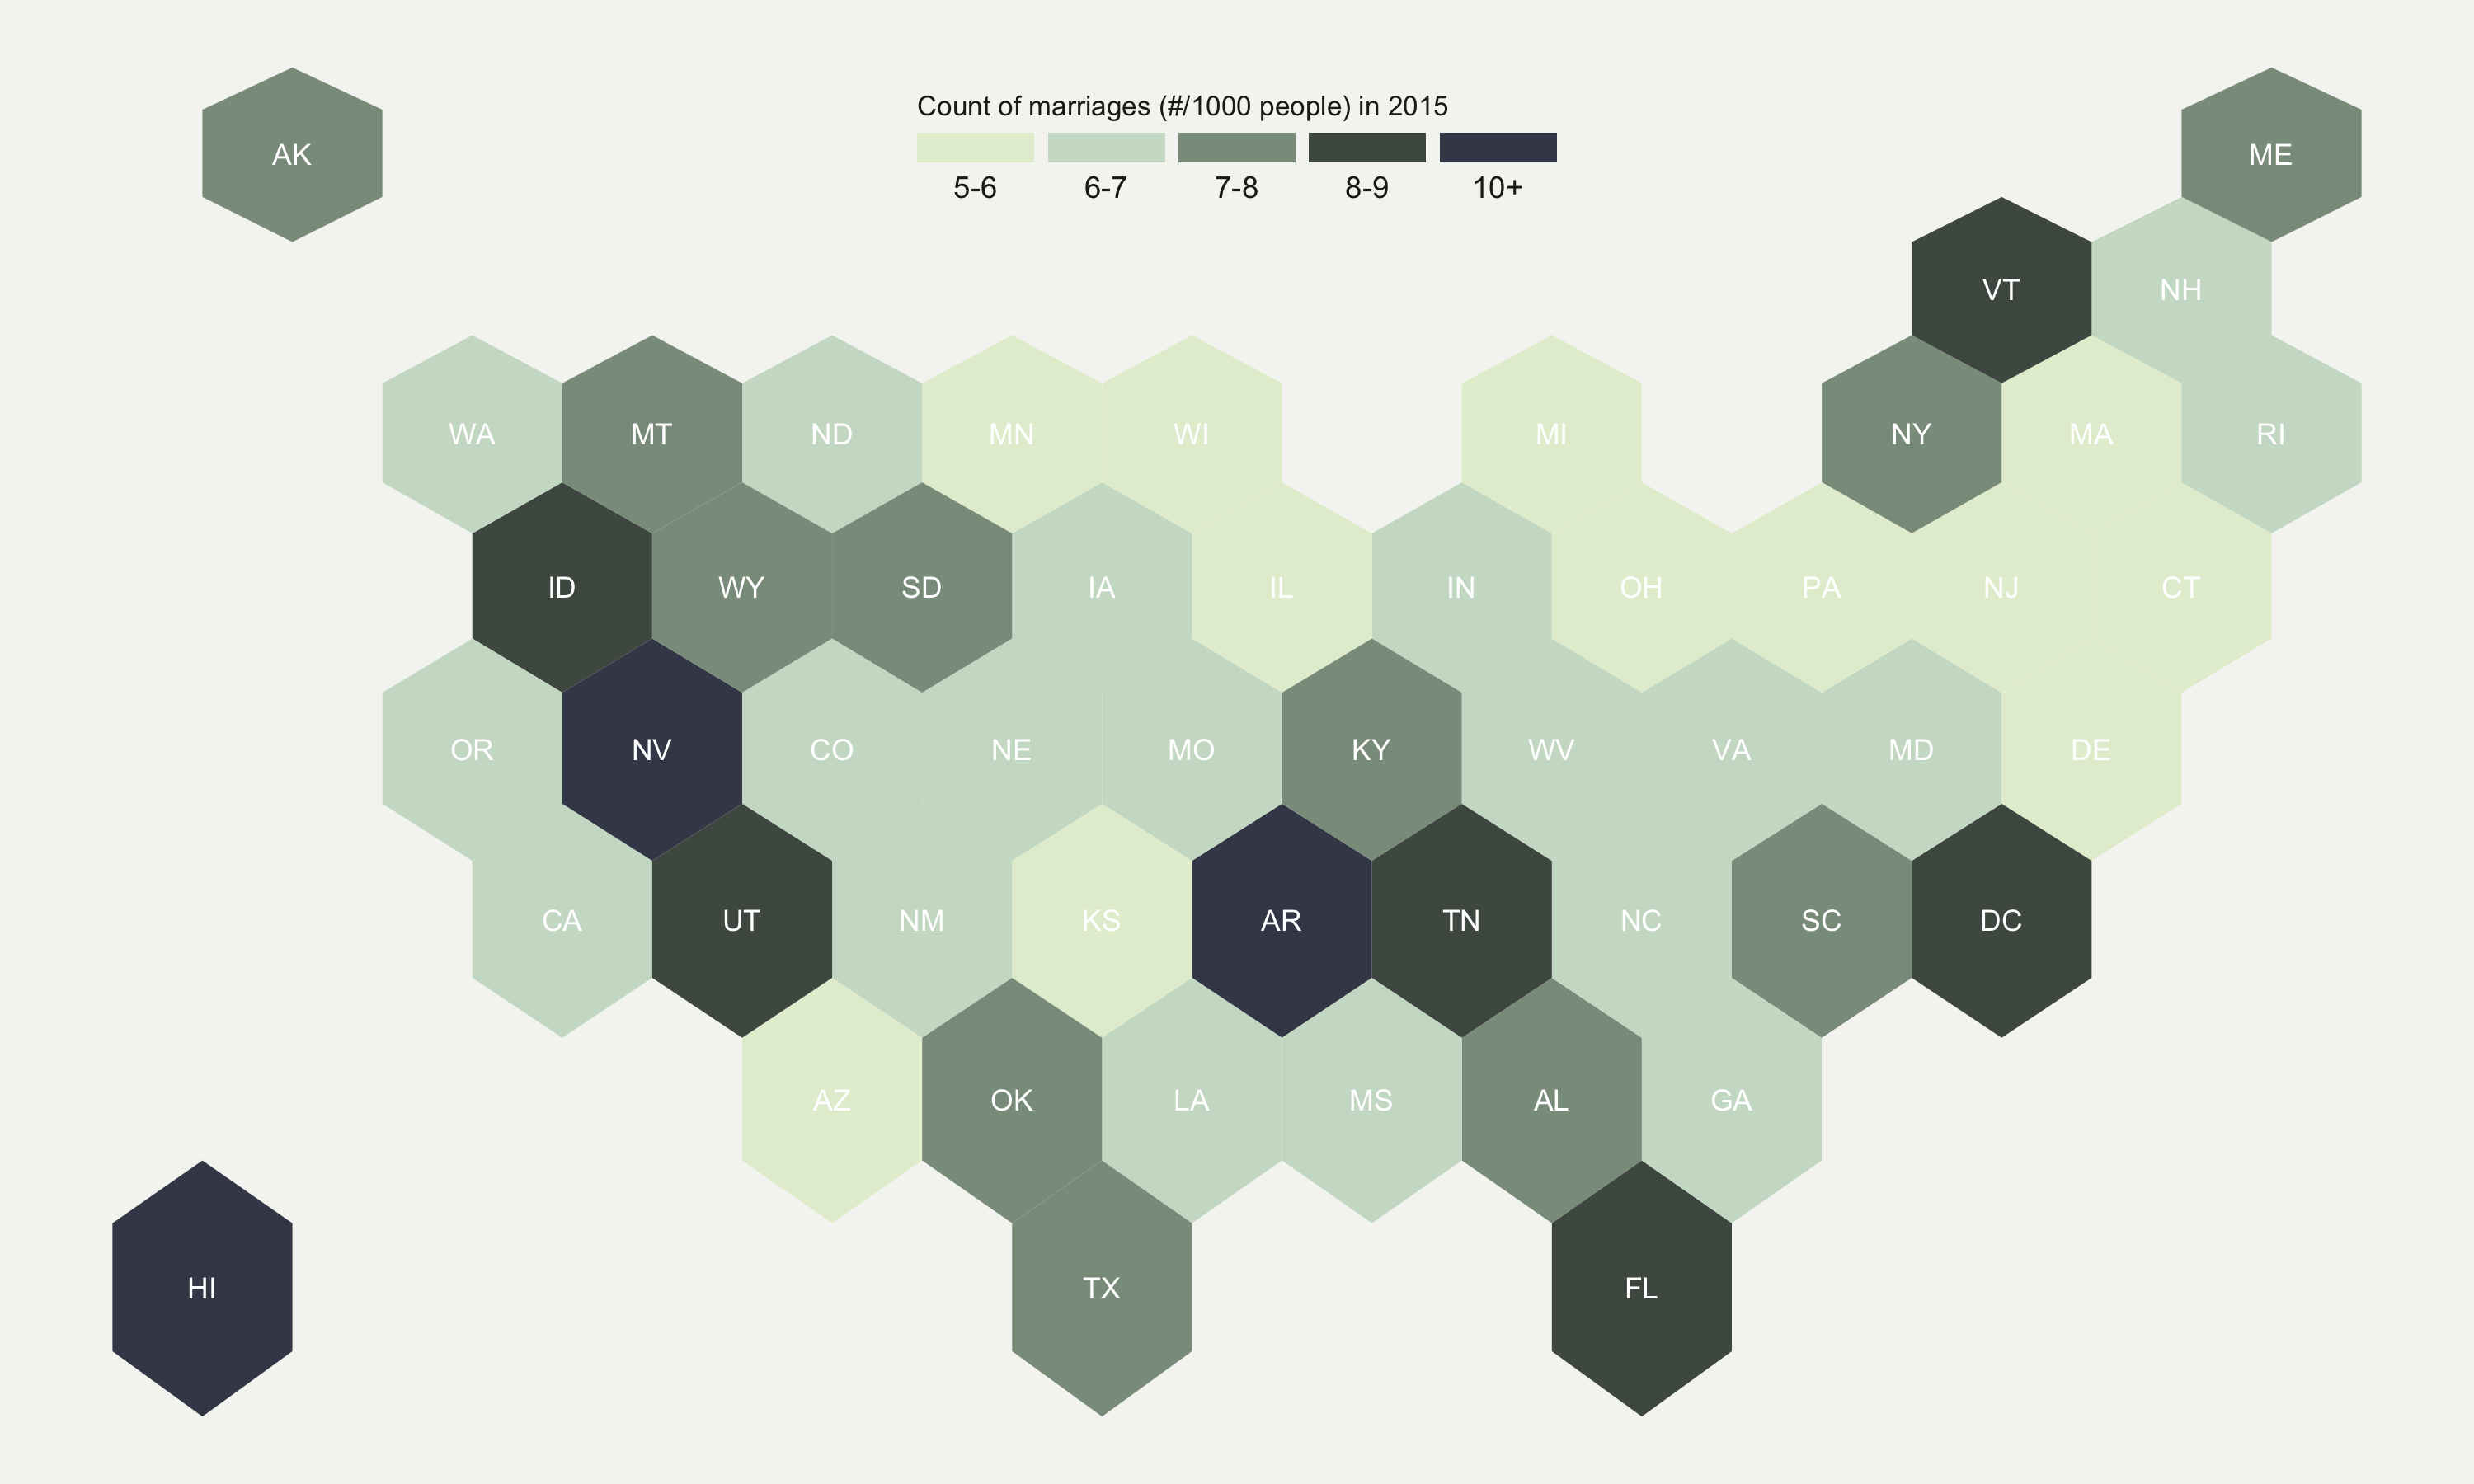 Count of marriages (#/1000 people) in 2015
5-6 6-7 7-8 8-9 10+
AK ME
VT NH
WA MT ND MN WI MI NY MA RI
ID WY SD IA IL IN OH PA NJ CT
OR NV CO NE MO KY WV VA MD DE
CA UT NM KS AR TN NC SC DC
AZ OK LA MS AL GA
HI TX FL